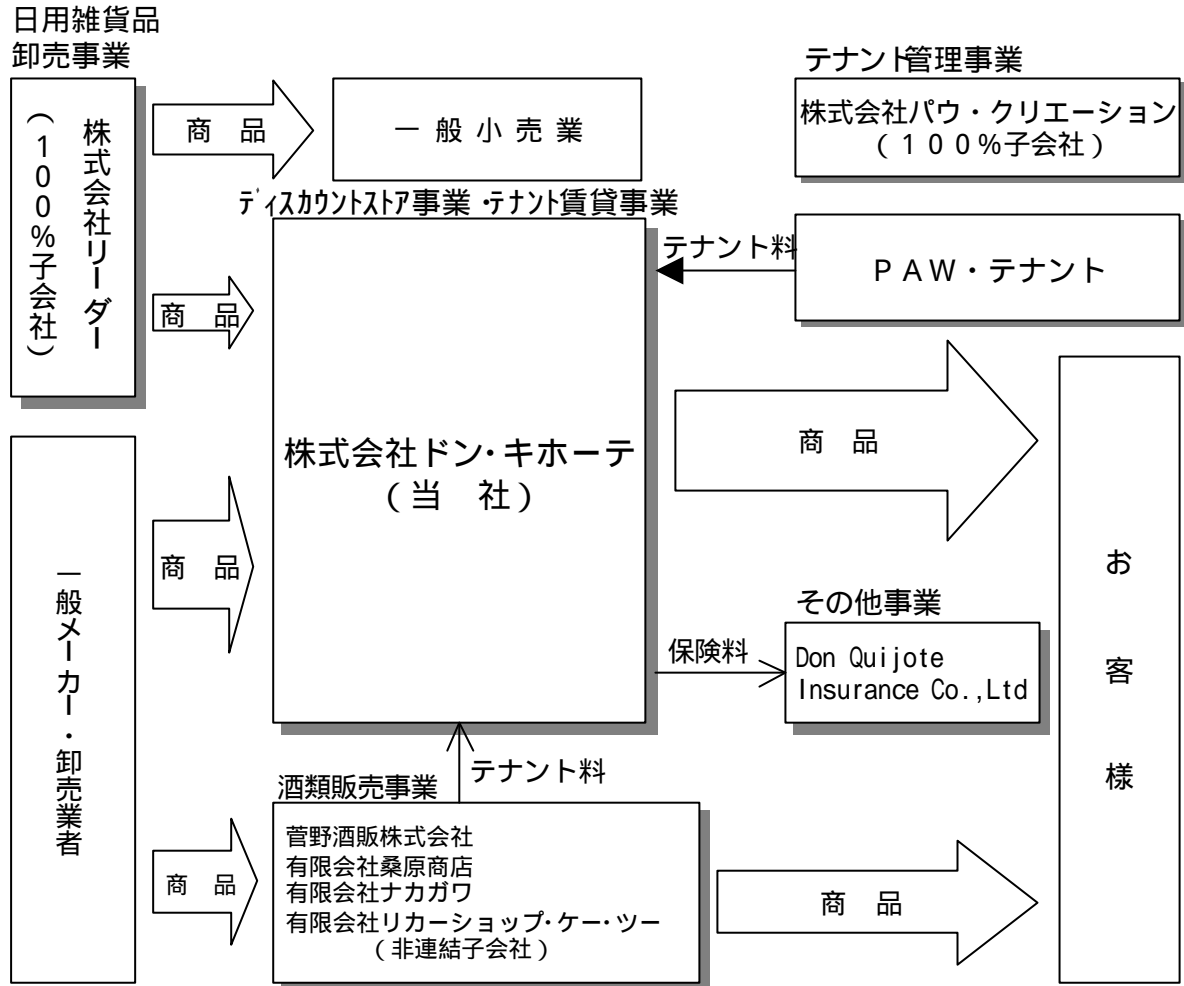 日用雑貨品
卸売事業
株式会社リーダー
(100%子会社)
商 品
一 般 小 売 業
テナント管理事業
株式会社パウ・クリエーション
(100%子会社)
ディスカウントストア事業・テナント賃貸事業
商 品
テナント料
PAW・テナント
株式会社ドン・キホーテ
(当 社)
商 品
お客様
一般メーカー・卸売業者
商 品
その他事業
保険料
Don Quijote
Insurance Co.,Ltd
テナント料
酒類販売事業
菅野酒販株式会社
有限会社桑原商店
有限会社ナカガワ
有限会社リカーショップ・ケー・ツー
(非連結子会社)
商 品
商 品